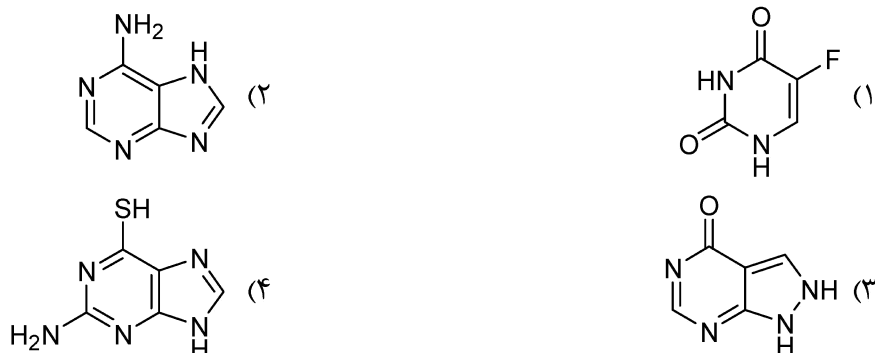 ۱) O HN O N H F
۲) NH2 N N H N N
۳) O N N N H NH
۴) SH N H2N N N N H